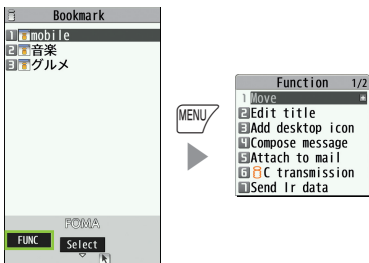 Bookmark
1 mobile
2 音楽
3 グルメ
FOMA
FUNC
Select
MENU
Function 1/2
1 Move
2 Edit title
3 Add desktop icon
4 Compose message
5 Attach to mail
6 C transmission
7 Send Ir data